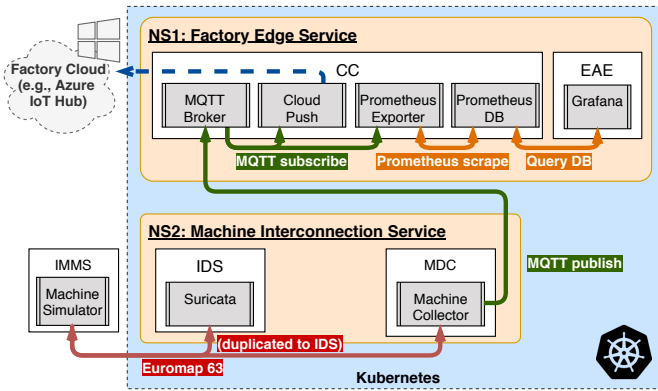 NS1: Factory Edge Service
Factory Cloud
(e.g., Azure
IoT Hub)
CC
EAE
MQTT
Broker
Cloud
Push
Prometheus
Exporter
Prometheus
DB
Grafana
MQTT subscribe
Prometheus scrape
Query DB
NS2: Machine Interconnection Service
IMMS
IDS
MDC
MQTT publish
Machine
Simulator
Suricata
Machine
Collector
(duplicated to IDS)
Euromap 63
Kubernetes